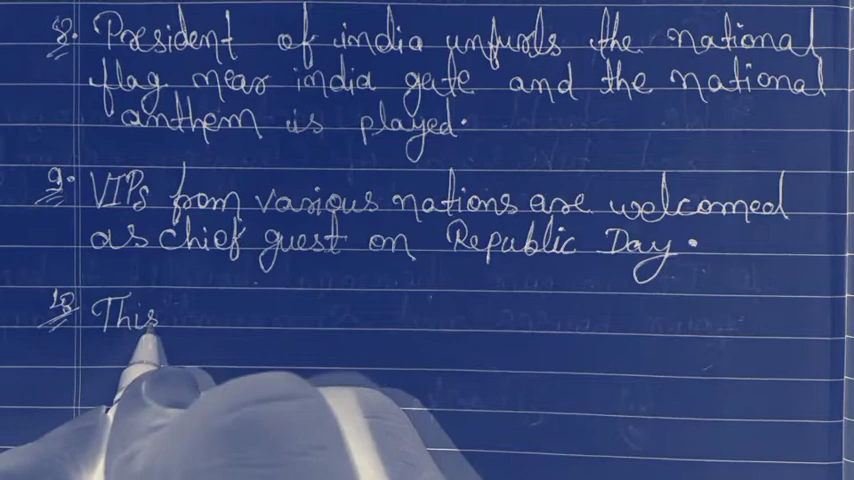 8. President of india unfurls the national
flag near india gate and the national
anthem is played.
9. VIPs from various nations are welcomed
as chief guest on Republic Day.
10. This